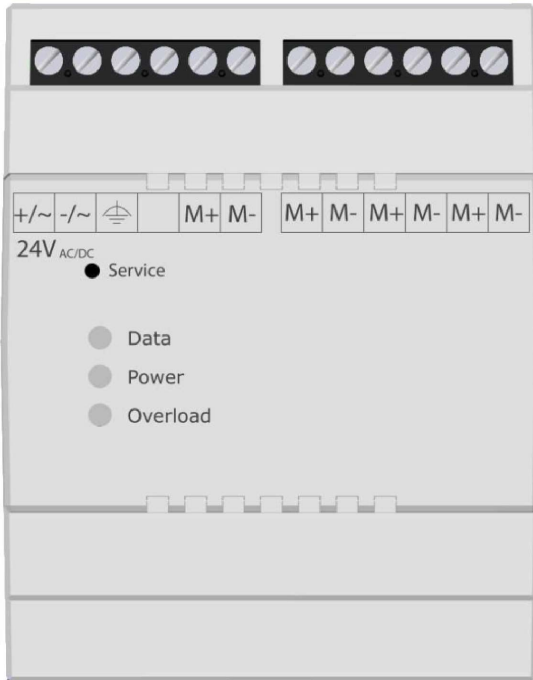 +/~ -/~ M+ M- M+ M- M+ M- M+ M-
24V AC/DC
Service
Data
Power
Overload